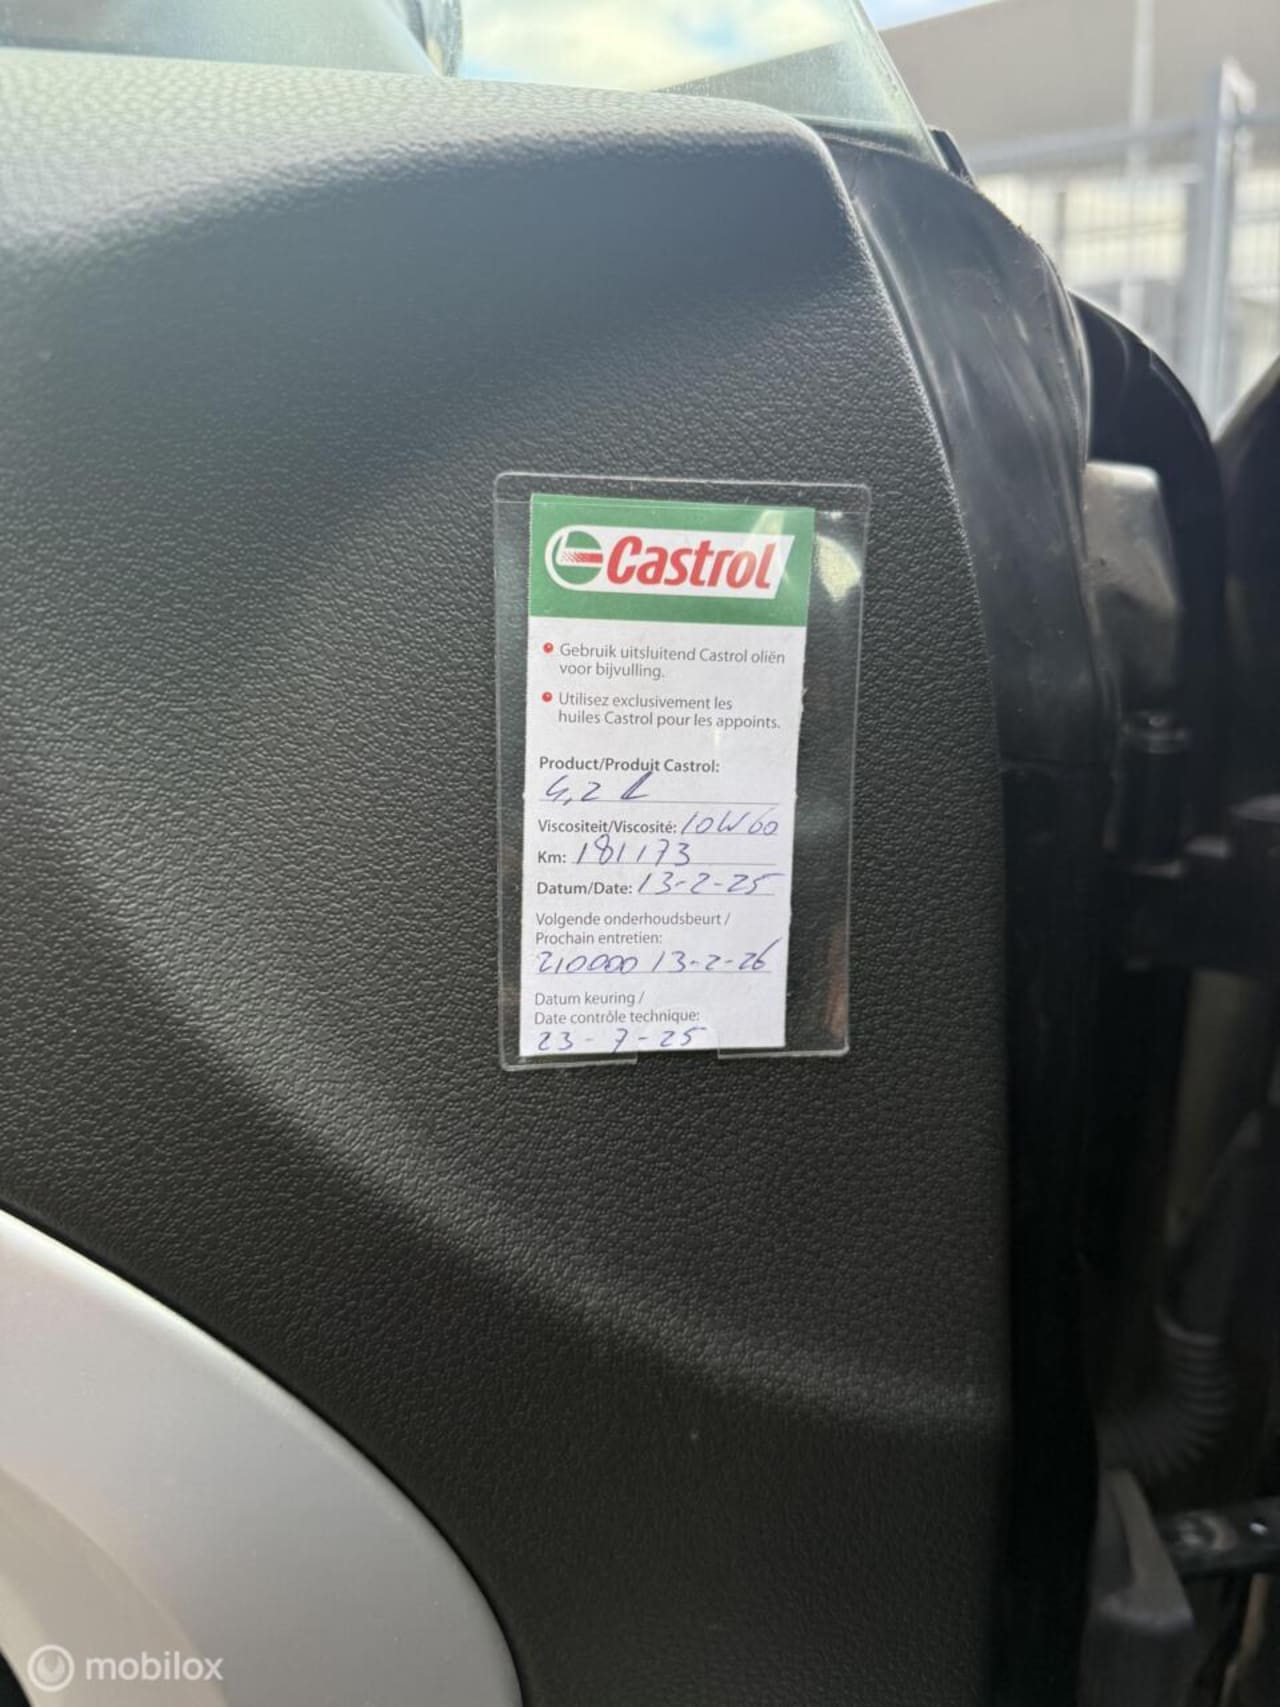 Castrol
Gebruik uitsluitend Castrol oliën
voor bijvulling.
Utilisez exclusivement les
huiles Castrol pour les appoints.
Product/Produit Castrol:
4,2 L
Viscositeit/Viscosité: 10W60
Km: 181173
Datum/Date: 13-2-25
Volgende onderhoudsbeurt /
Prochain entretien:
210000 13-2-26
Datum keuring /
Date contrôle technique:
23-7-25
mobilox